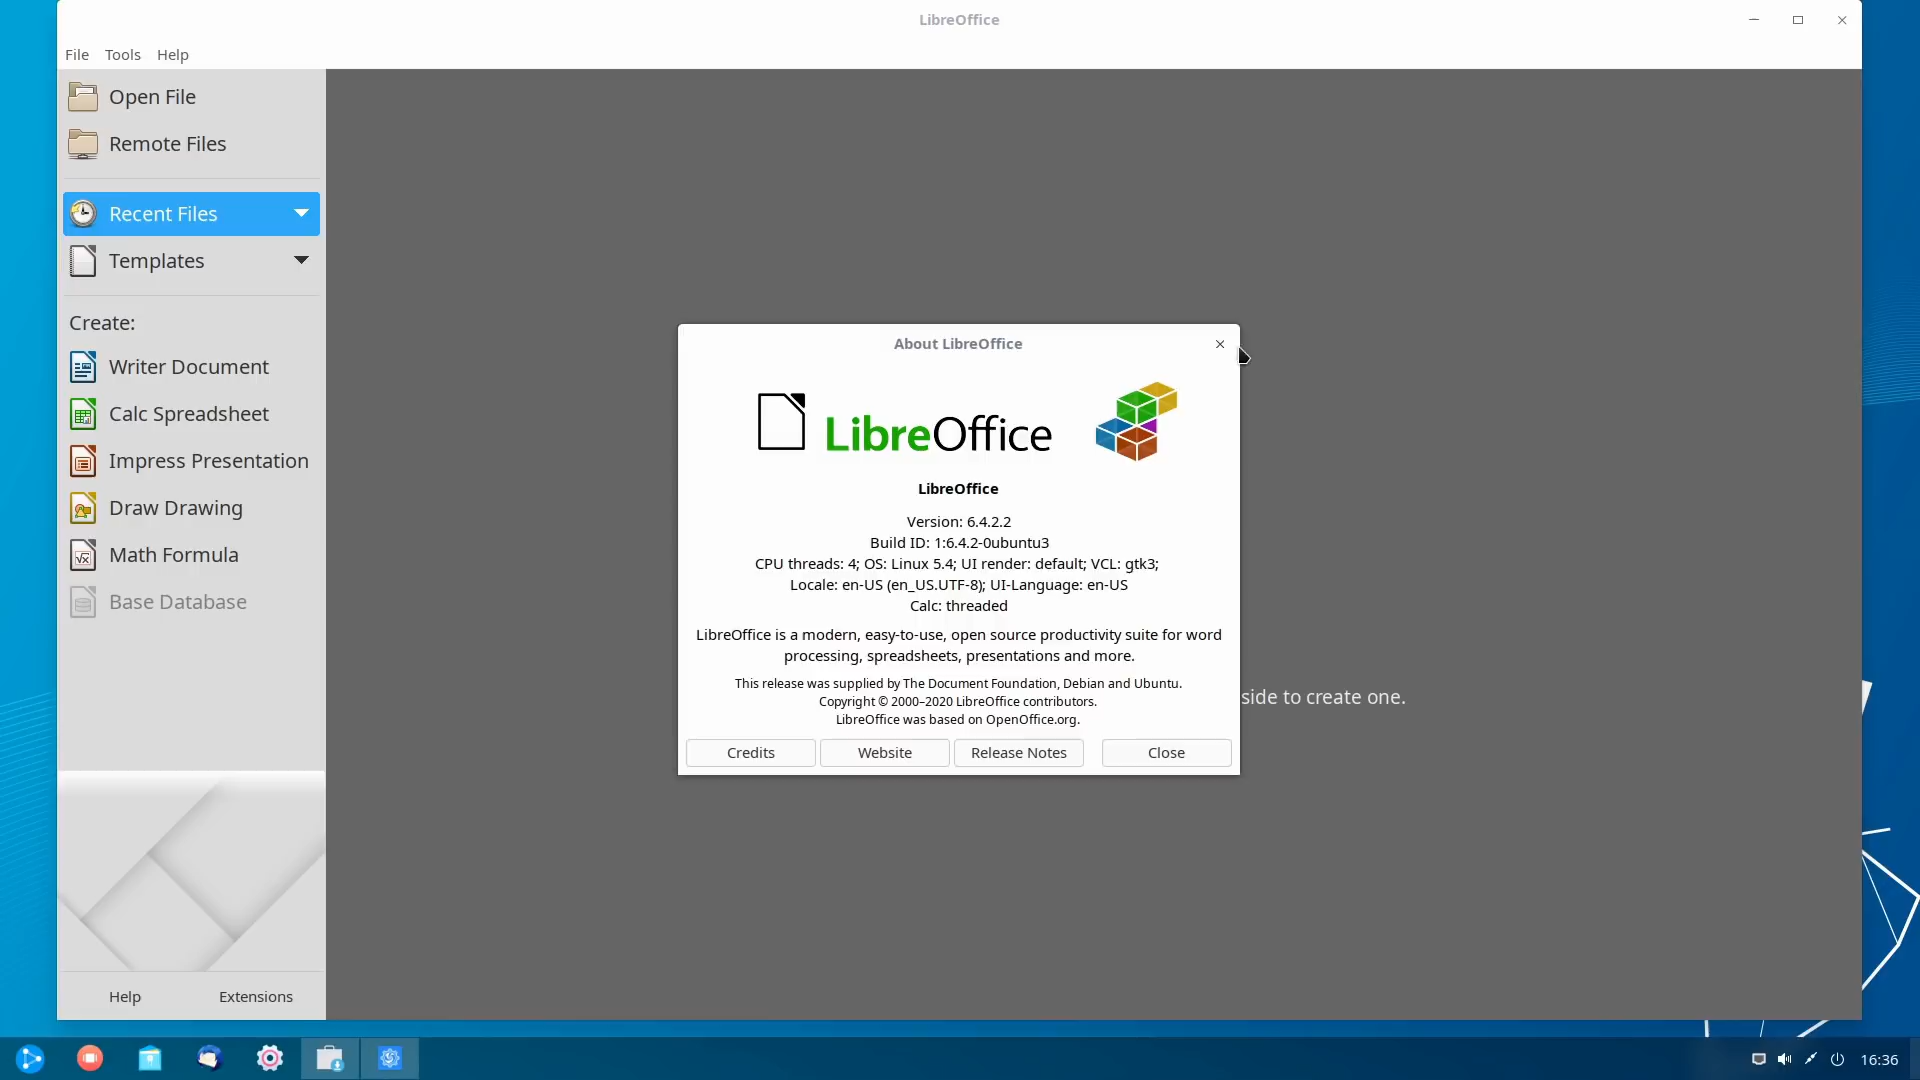 LibreOffice
File Tools Help
Open File
Remote Files
Recent Files
Templates
Create:
Writer Document
Calc Spreadsheet
Impress Presentation
Draw Drawing
Math Formula
Base Database
Help Extensions
side to create one.
About LibreOffice
LibreOffice
LibreOffice
Version: 6.4.2.2
Build ID: 1:6.4.2-0ubuntu3
CPU threads: 4; OS: Linux 5.4; UI render: default; VCL: gtk3;
Locale: en-US (en_US.UTF-8); UI-Language: en-US
Calc: threaded
LibreOffice is a modern, easy-to-use, open source productivity suite for word
processing, spreadsheets, presentations and more.
This release was supplied by The Document Foundation, Debian and Ubuntu.
Copyright © 2000–2020 LibreOffice contributors.
LibreOffice was based on OpenOffice.org.
Credits Website Release Notes Close
16:36